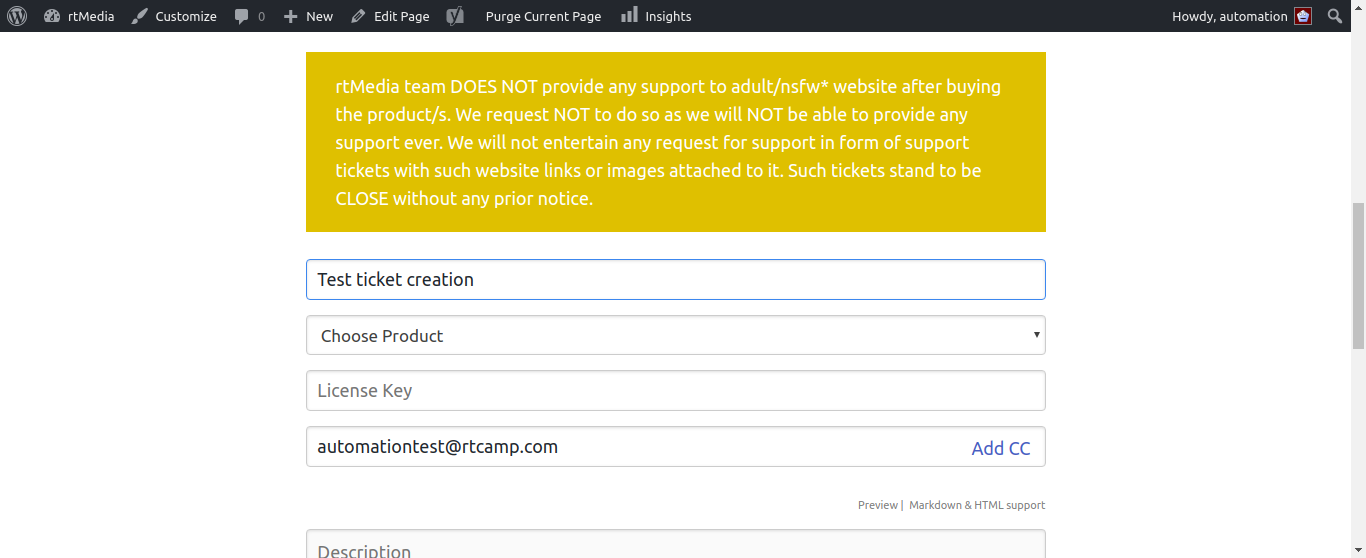 rtMedia Customize 0 New Edit Page Purge Current Page Insights Howdy, automation
rtMedia team DOES NOT provide any support to adult/nsfw* website after buying
the product/s. We request NOT to do so as we will NOT be able to provide any
support ever. We will not entertain any request for support in form of support
tickets with such website links or images attached to it. Such tickets stand to be
CLOSE without any prior notice.
Test ticket creation
Choose Product
License Key
automationtest@rtcamp.com Add CC
Preview | Markdown & HTML support
Description